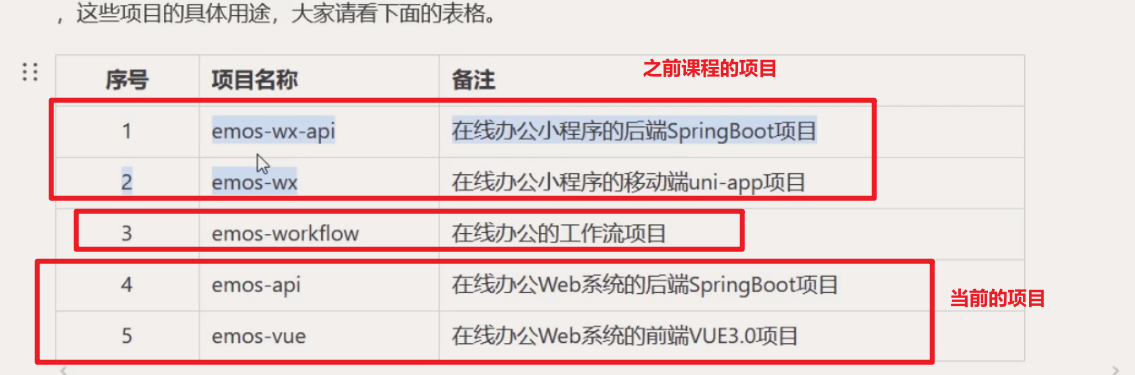 ，这些项目的具体用途，大家请看下面的表格。
之前课程的项目
序号 项目名称 备注
1 emos-wx-api 在线办公小程序的后端SpringBoot项目
2 emos-wx 在线办公小程序的移动端uni-app项目
3 emos-workflow 在线办公的工作流项目
4 emos-api 在线办公Web系统的后端SpringBoot项目
当前的项目
5 emos-vue 在线办公Web系统的前端VUE3.0项目